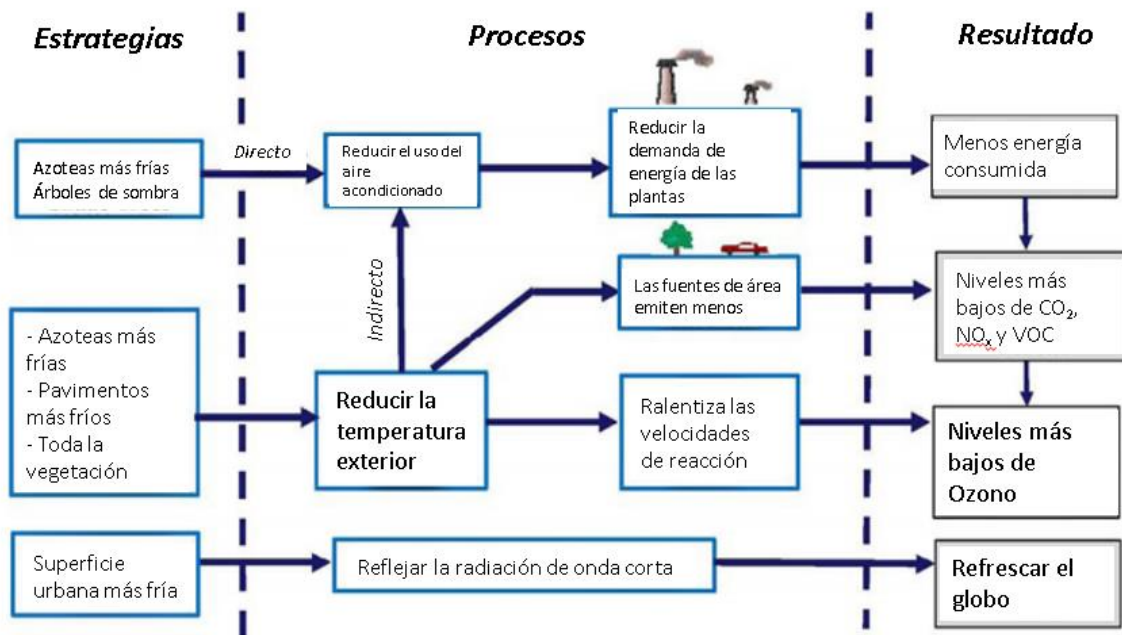 Estrategias
Procesos
Resultado
Azoteas más frías
Árboles de sombra
Directo
Reducir el uso del
aire
acondicionado
Reducir la
demanda de
energía de las
plantas
Menos energía
consumida
Indirecto
Las fuentes de área
emiten menos
Niveles más
bajos de CO₂,
NOₓ y VOC
- Azoteas más
frías
- Pavimentos
más fríos
- Toda la
vegetación
Reducir la
temperatura
exterior
Ralentiza las
velocidades
de reacción
Niveles más
bajos de
Ozono
Superficie
urbana más fría
Reflejar la radiación de onda corta
Refrescar el
globo